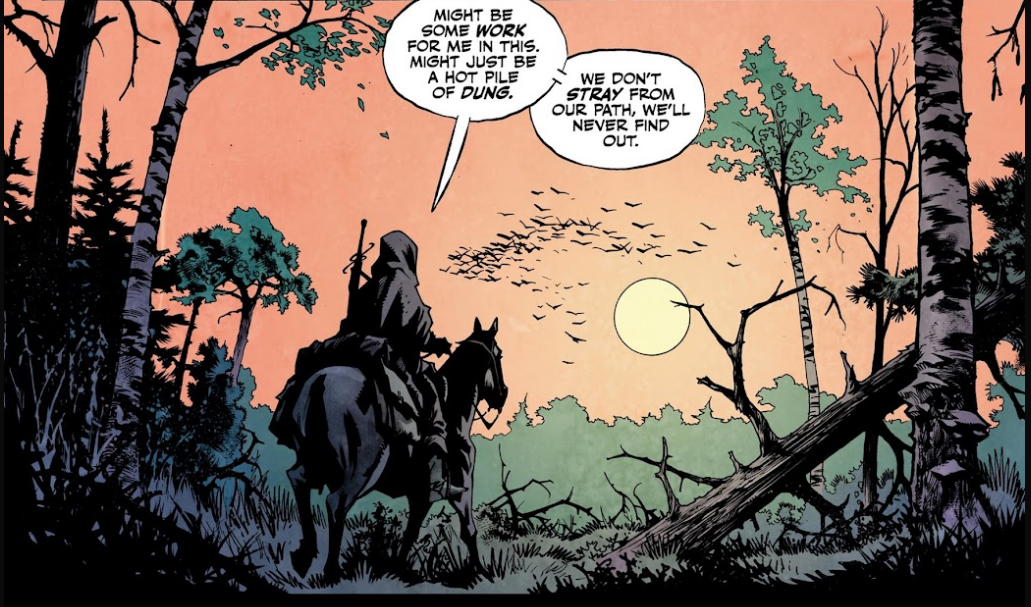 MIGHT BE
SOME WORK
FOR ME IN THIS.
MIGHT JUST BE
A HOT PILE
OF DUNG.
WE DON'T
STRAY FROM
OUR PATH, WE'LL
NEVER FIND
OUT.